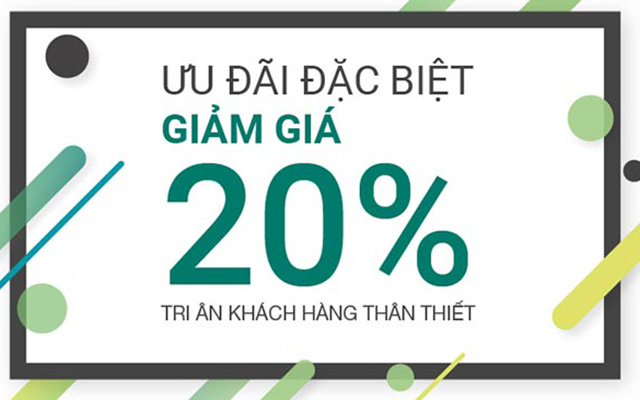 ƯU ĐÃI ĐẶC BIỆT
GIẢM GIÁ
20%
TRI ÂN KHÁCH HÀNG THÂN THIẾT